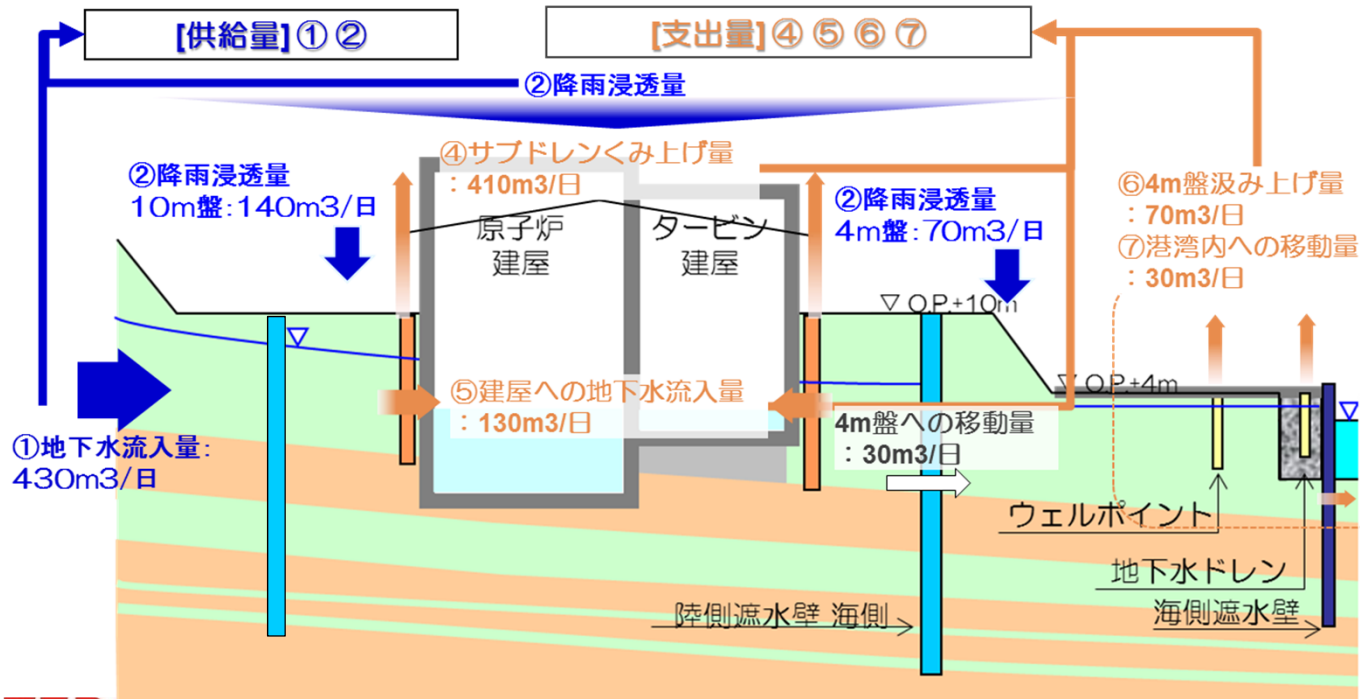 [供給量]① ②
[支出量]④ ⑤ ⑥ ⑦
②降雨浸透量
④サブドレンくみ上げ量
：410m3/日
②降雨浸透量
10m盤：140m3/日
原子炉
建屋
タービン
建屋
②降雨浸透量
4m盤：70m3/日
⑥4m盤汲み上げ量
：70m3/日
⑦港湾内への移動量
：30m3/日
▽ O.P.+10m
▽
▽ O.P.+4m
▽
⑤建屋への地下水流入量
：130m3/日
4m盤への移動量
：30m3/日
①地下水流入量：
430m3/日
ウェルポイント
地下水ドレン
陸側遮水壁 海側
海側遮水壁